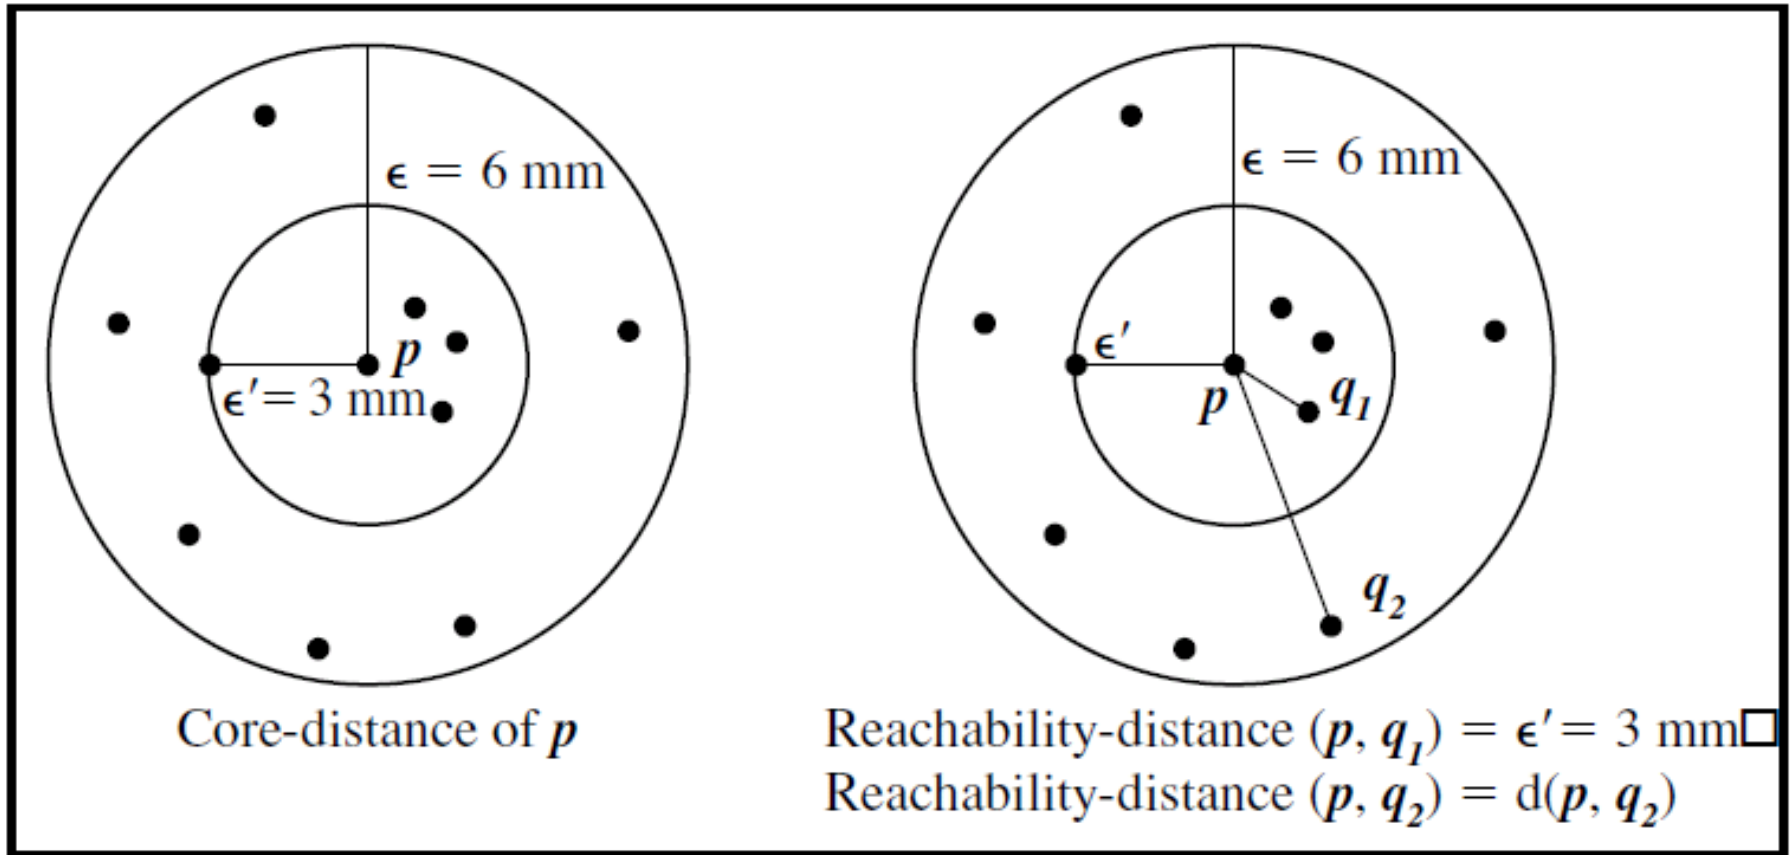 ϵ = 6 mm
p
ϵ′= 3 mm
Core-distance of p
ϵ = 6 mm
ϵ′
p
q₁
q₂
Reachability-distance (p, q₁) = ϵ′= 3 mm□
Reachability-distance (p, q₂) = d(p, q₂)